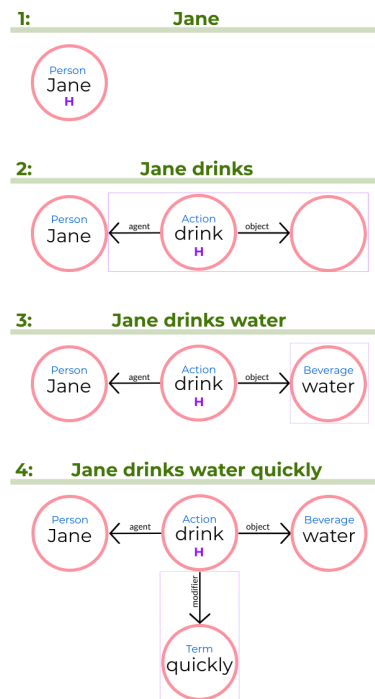 1: Jane
Person
Jane
H
2: Jane drinks
Person
Jane
agent
Action
drink
H
object
3: Jane drinks water
Person
Jane
agent
Action
drink
H
object
Beverage
water
4: Jane drinks water quickly
Person
Jane
agent
Action
drink
H
object
Beverage
water
modifier
Term
quickly